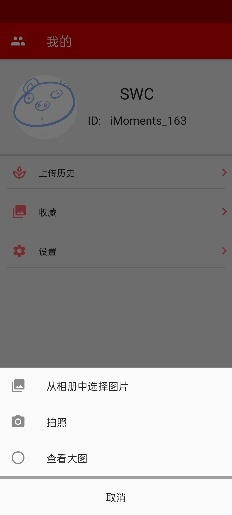 我的
SWC
ID: iMoments_163
上传历史
收藏
设置
从相册中选择图片
拍照
查看大图
取消